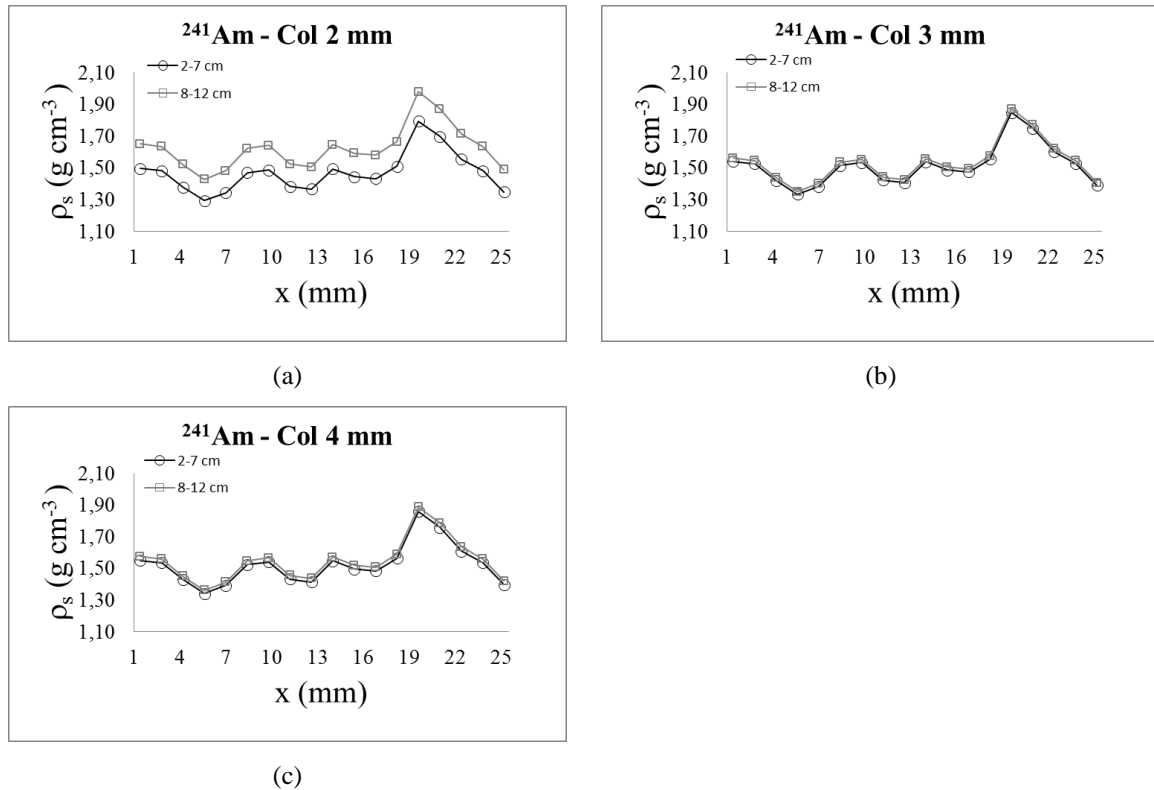 ²⁴¹Am - Col 2 mm
2-7 cm
8-12 cm
ρₛ (g cm⁻³)
2,10
1,90
1,70
1,50
1,30
1,10
1 4 7 10 13 16 19 22 25
x (mm)
(a)
²⁴¹Am - Col 3 mm
2-7 cm
8-12 cm
ρₛ (g cm⁻³)
2,10
1,90
1,70
1,50
1,30
1,10
1 4 7 10 13 16 19 22 25
x (mm)
(b)
²⁴¹Am - Col 4 mm
2-7 cm
8-12 cm
ρₛ (g cm⁻³)
2,10
1,90
1,70
1,50
1,30
1,10
1 4 7 10 13 16 19 22 25
x (mm)
(c)